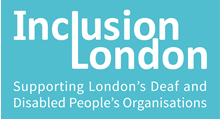 Inclusion
London
Supporting London's Deaf and
Disabled People's Organisations